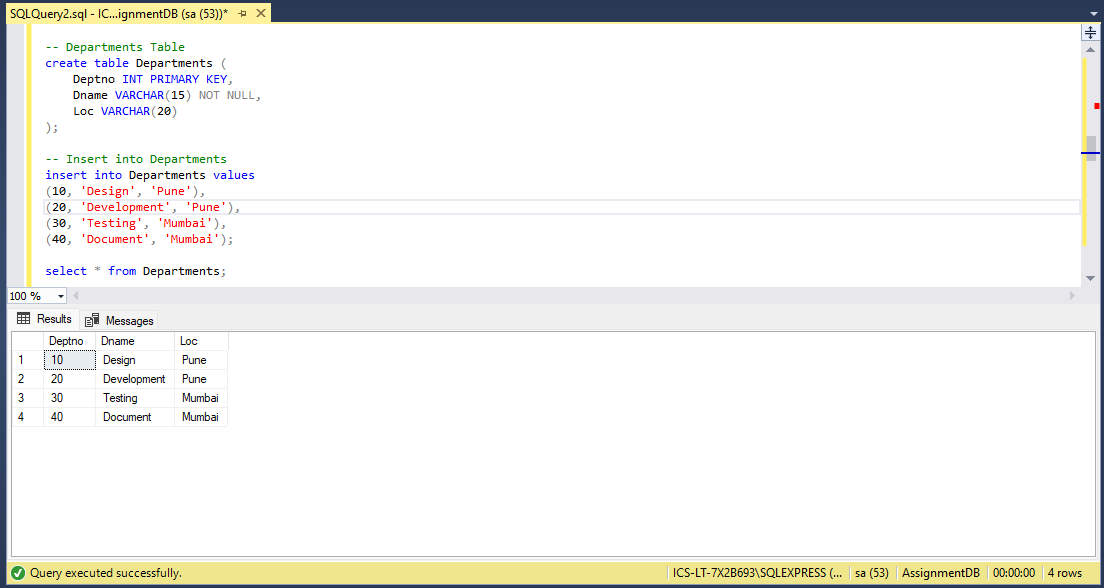 SQLQuery2.sql - IC...ignmentDB (sa (53))*
-- Departments Table
create table Departments (
    Deptno INT PRIMARY KEY,
    Dname VARCHAR(15) NOT NULL,
    Loc VARCHAR(20)
);
-- Insert into Departments
insert into Departments values
(10, 'Design', 'Pune'),
(20, 'Development', 'Pune'),
(30, 'Testing', 'Mumbai'),
(40, 'Document', 'Mumbai');
select * from Departments;
100 %
Results Messages
Deptno Dname Loc
1 10 Design Pune
2 20 Development Pune
3 30 Testing Mumbai
4 40 Document Mumbai
Query executed successfully. ICS-LT-7X2B693\SQLEXPRESS (... sa (53) AssignmentDB 00:00:00 4 rows